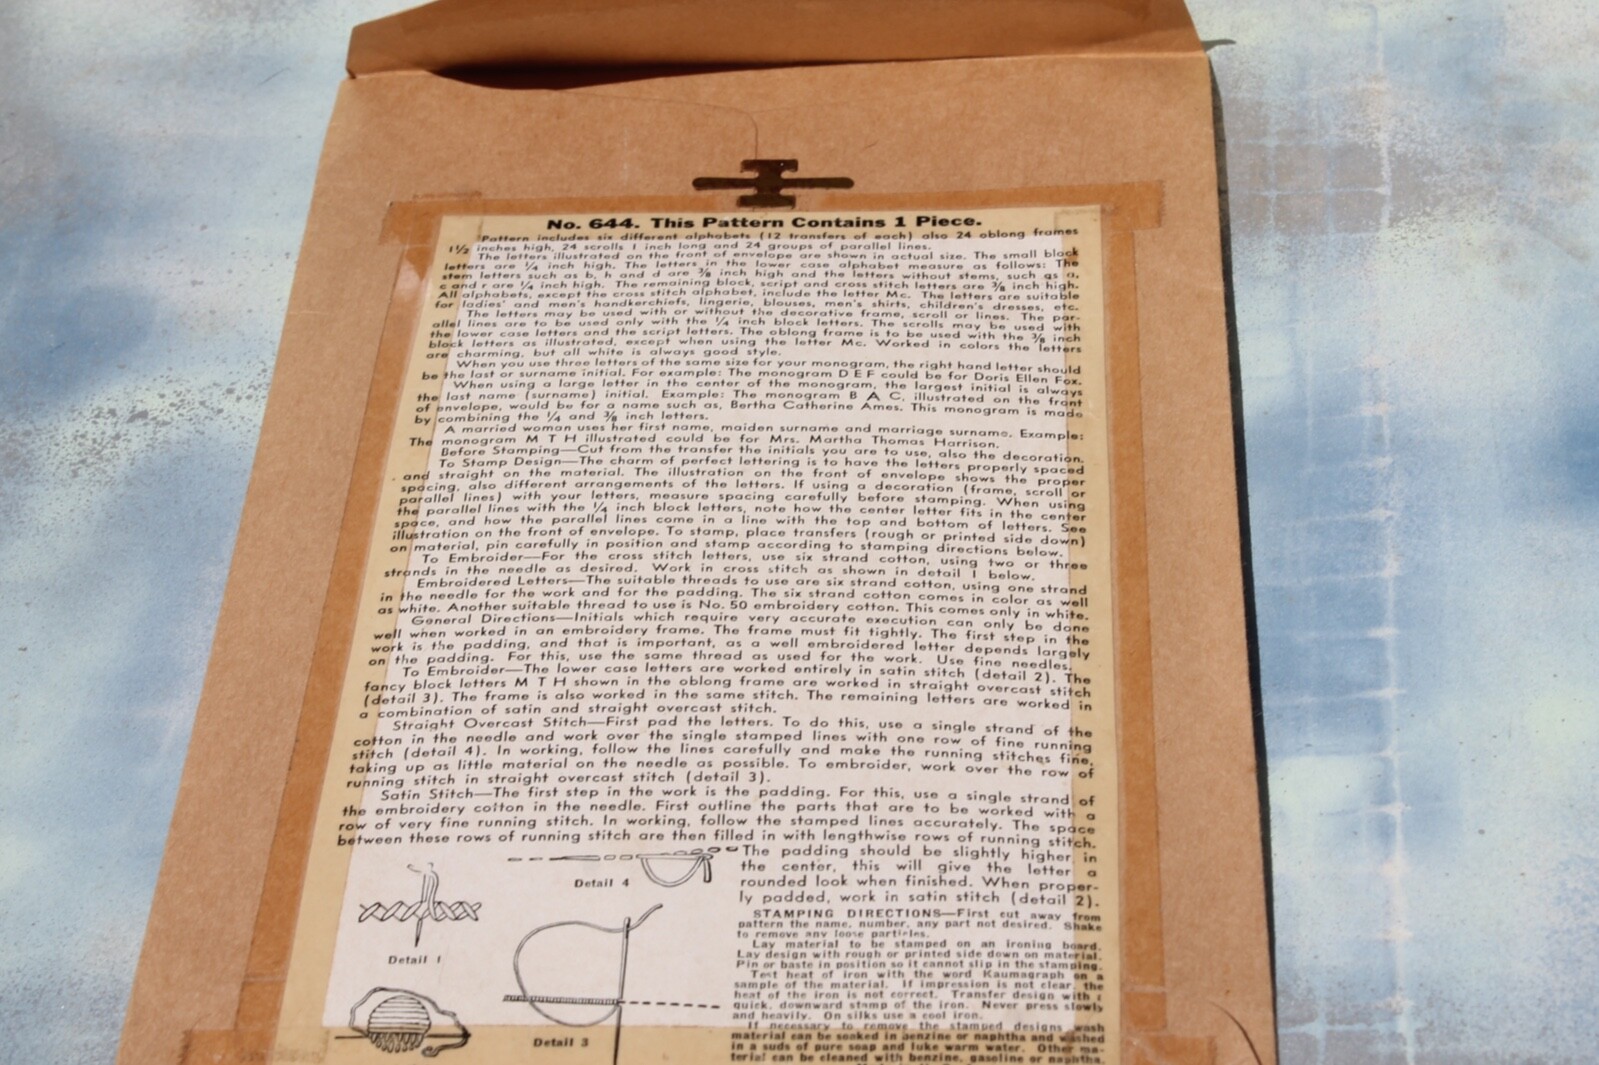 No. 644. This Pattern Contains 1 Piece.
Pattern includes six different alphabets (12 transfers of each) also 24 oblong frames
1½ inches high, 24 scrolls 1 inch long and 24 groups of parallel lines.
The letters illustrated on the front of envelope are shown in actual size. The small block
letters are ¼ inch high. The letters in the lower case alphabet measure as follows: The
stem letters such as b, h and d are ⅜ inch high and the letters without stems, such as a,
c and r are ¼ inch high. The remaining block, script and cross stitch letters are ⅜ inch high.
All alphabets, except the cross stitch alphabet, include the letter Mc. The letters are suitable
for ladies' and men's handkerchiefs, lingerie, blouses, men's shirts, children's dresses, etc.
The letters may be used with or without the decorative frame, scroll or lines. The par-
allel lines are to be used only with the ¼ inch block letters. The scrolls may be used with
the lower case letters and the script letters. The oblong frame is to be used with the ⅜ inch
block letters as illustrated, except when using the letter Mc. Worked in colors the letters
are charming, but all white is always good style.
When you use three letters of the same size for your monogram, the right hand letter should
be the last or surname initial. For example: The monogram D E F could be for Doris Ellen Fox.
When using a large letter in the center of the monogram, the largest initial is always
the last name (surname) initial. Example: The monogram B A C, illustrated on the front
of envelope, would be for a name such as, Bertha Catherine Ames. This monogram is made
by combining the ¼ and ⅜ inch letters.
A married woman uses her first name, maiden surname and marriage surname. Example:
The monogram M T H illustrated could be for Mrs. Martha Thomas Harrison.
Before Stamping—Cut from the transfer the initials you are to use, also the decoration.
To Stamp Design—The charm of perfect lettering is to have the letters properly spaced
and straight on the material. The illustration on the front of envelope shows the proper
spacing, also different arrangements of the letters. If using a decoration (frame, scroll or
parallel lines) with your letters, measure spacing carefully before stamping. When using
the parallel lines with the ¼ inch block letters, note how the center letter fits in the center
space, and how the parallel lines come in a line with the top and bottom of letters. See
illustration on the front of envelope. To stamp, place transfers (rough or printed side down)
on material, pin carefully in position and stamp according to stamping directions below.
To Embroider—For the cross stitch letters, use six strand cotton, using two or three
strands in the needle as desired. Work in cross stitch as shown in detail 1 below.
Embroidered Letters—The suitable threads to use are six strand cotton, using one strand
in the needle for the work and for the padding. The six strand cotton comes in color as well
as white. Another suitable thread to use is No. 50 embroidery cotton. This comes only in white.
General Directions—Initials which require very accurate execution can only be done
well when worked in an embroidery frame. The frame must fit tightly. The first step in the
work is the padding, and that is important, as a well embroidered letter depends largely
on the padding. For this, use the same thread as used for the work. Use fine needles.
To Embroider—The lower case letters are worked entirely in satin stitch (detail 2). The
fancy block letters M T H shown in the oblong frame are worked in straight overcast stitch
(detail 3). The frame is also worked in the same stitch. The remaining letters are worked in
a combination of satin and straight overcast stitch.
Straight Overcast Stitch—First pad the letters. To do this, use a single strand of the
cotton in the needle and work over the single stamped lines with one row of fine running
stitch (detail 4). In working, follow the lines carefully and make the running stitches fine,
taking up as little material on the needle as possible. To embroider, work over the row of
running stitch in straight overcast stitch (detail 3).
Satin Stitch—The first step in the work is the padding. For this, use a single strand of
the embroidery cotton in the needle. First outline the parts that are to be worked with a
row of very fine running stitch. In working, follow the stamped lines accurately. The space
between these rows of running stitch are then filled in with lengthwise rows of running stitch.
The padding should be slightly higher in
the center, this will give the letter a
rounded look when finished. When proper-
ly padded, work in satin stitch (detail 2).
Detail 4
Detail 1
Detail 3
STAMPING DIRECTIONS—First cut away from
pattern the name, number, any part not desired. Shake
to remove any loose particles.
Lay material to be stamped on an ironing board.
Lay design with rough or printed side down on material.
Pin or baste in position so it cannot slip in the stamping.
Test heat of iron with the word Kaumagraph on a
sample of the material. If impression is not clear, the
heat of the iron is not correct. Transfer design with a
quick, downward stamp of the iron. Never press slowly
and heavily. On silks use a cool iron.
If necessary to remove the stamped designs wash
material can be soaked in benzine or naphtha and washed
in a suds of pure soap and luke warm water. Other ma-
terial can be cleaned with benzine, gasoline or naphtha.